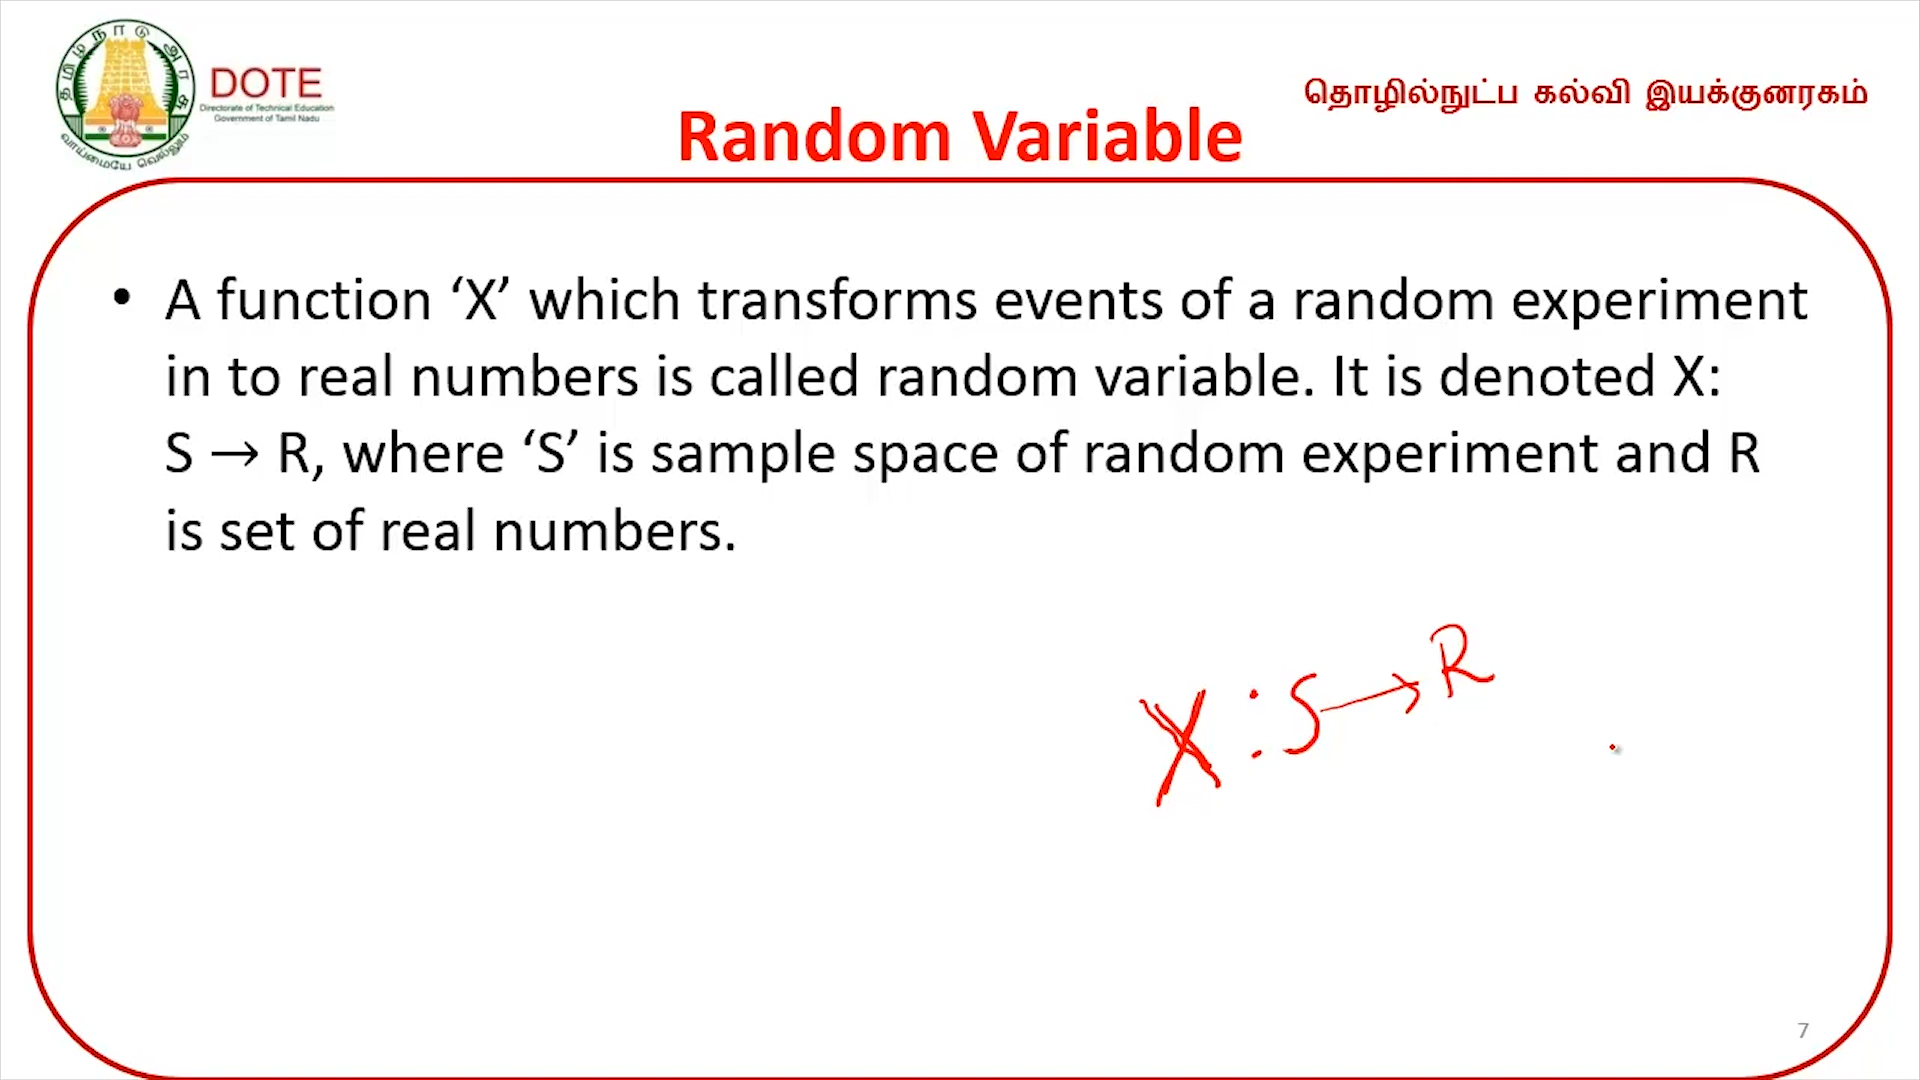 தமிழ்நாடு அரசு
வாய்மையே வெல்லும்
DOTE
Directorate of Technical Education
Government of Tamil Nadu
தொழில்நுட்ப கல்வி இயக்குனரகம்
Random Variable
• A function ‘X’ which transforms events of a random experiment
in to real numbers is called random variable. It is denoted X:
S → R, where ‘S’ is sample space of random experiment and R
is set of real numbers.
X : S → R
7